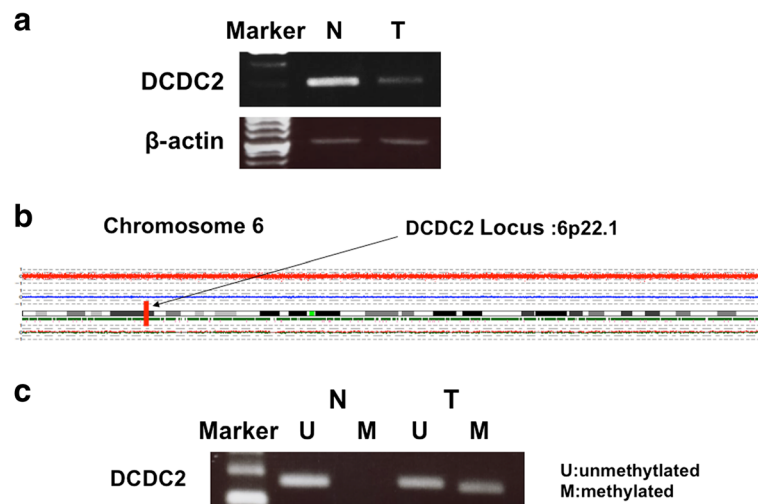 a
Marker N T
DCDC2
β-actin
b
Chromosome 6
DCDC2 Locus :6p22.1
c
N T
Marker U M U M
DCDC2
U:unmethytlated
M:methylated